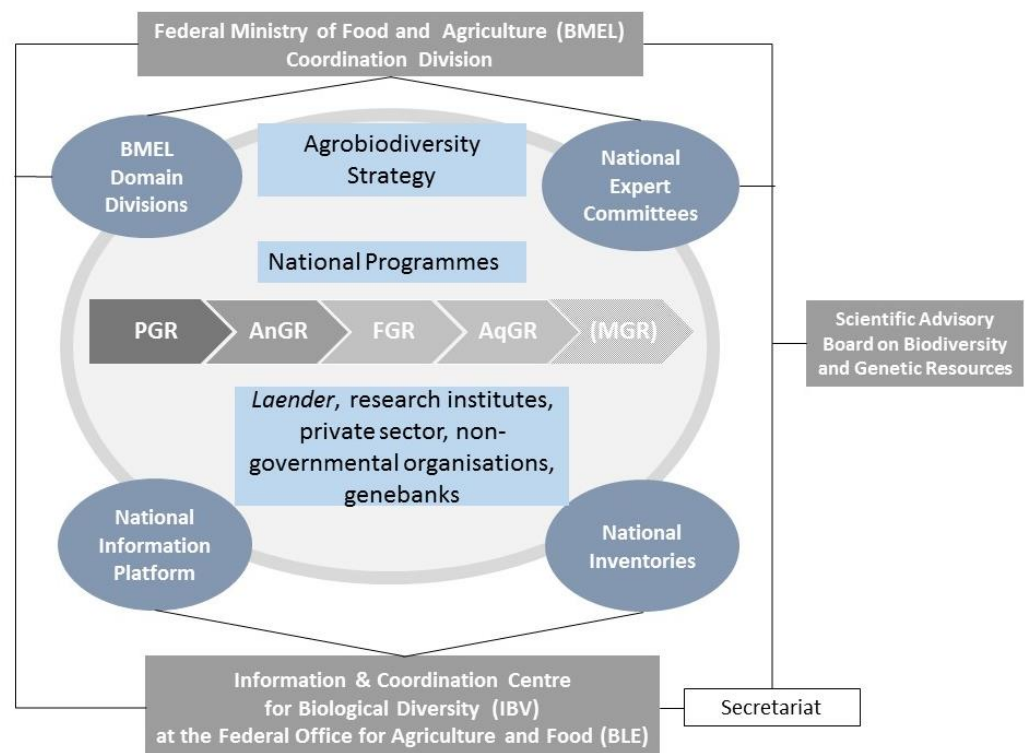 Federal Ministry of Food and Agriculture (BMEL)
Coordination Division
BMEL
Domain
Divisions
Agrobiodiversity
Strategy
National
Expert
Committees
National Programmes
PGR
AnGR
FGR
AqGR
(MGR)
Scientific Advisory
Board on Biodiversity
and Genetic Resources
Laender, research institutes,
private sector, non-
governmental organisations,
genebanks
National
Information
Platform
National
Inventories
Information & Coordination Centre
for Biological Diversity (IBV)
at the Federal Office for Agriculture and Food (BLE)
Secretariat